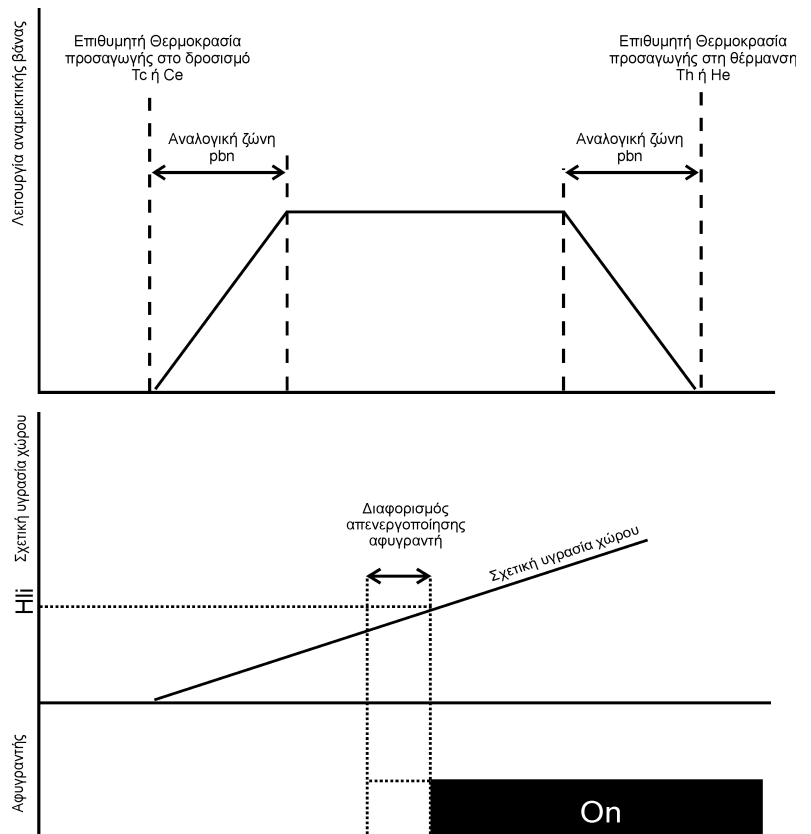 Επιθυμητή Θερμοκρασία
προσαγωγής στο δροσισμό
Tc ή Ce
Επιθυμητή Θερμοκρασία
προσαγωγής στη θέρμανση
Th ή He
Λειτουργία αναμεικτικής βάνας
Αναλογική ζώνη
pbn
Αναλογική ζώνη
pbn
Σχετική υγρασία χώρου
Hli
Διαφορισμός
απενεργοποίησης
αφυγραντή
Σχετική υγρασία χώρου
Αφυγραντής
On